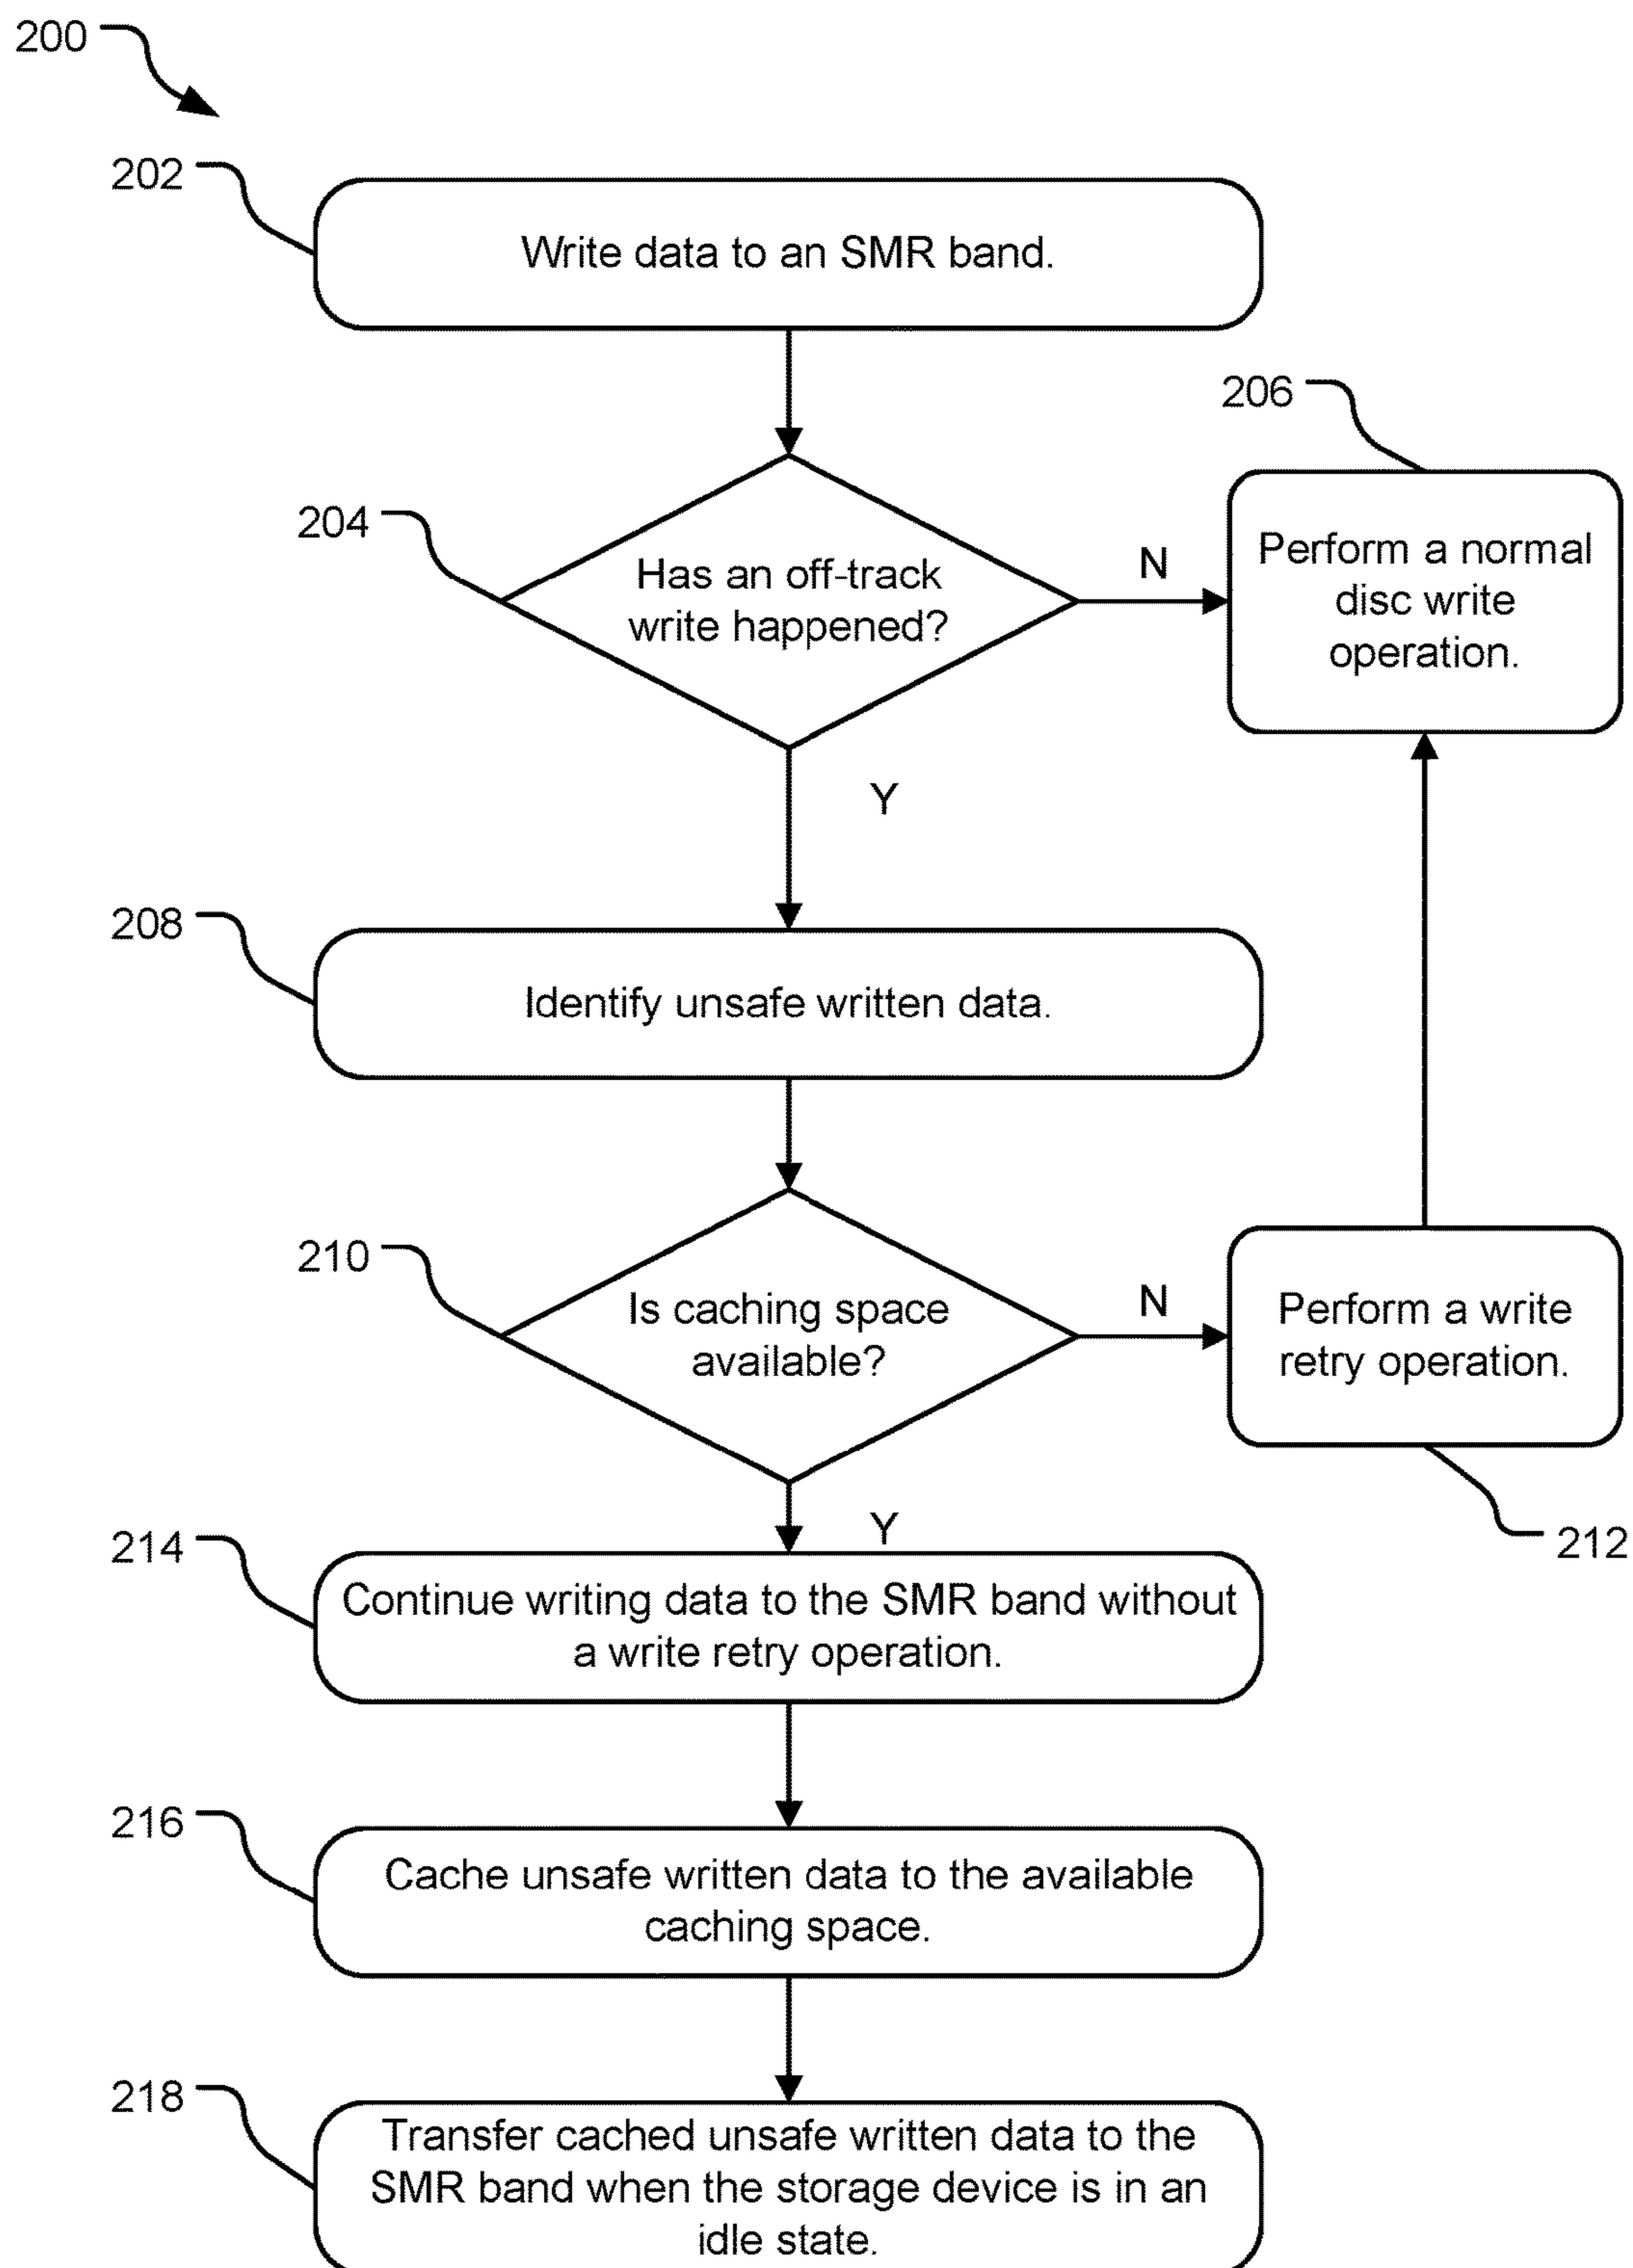 200
202
Write data to an SMR band.
206
204
Has an off-track
write happened?
N
Perform a normal
disc write
operation.
Y
208
Identify unsafe written data.
210
Is caching space
available?
N
Perform a write
retry operation.
Y
212
214
Continue writing data to the SMR band without
a write retry operation.
216
Cache unsafe written data to the available
caching space.
218
Transfer cached unsafe written data to the
SMR band when the storage device is in an
idle state.